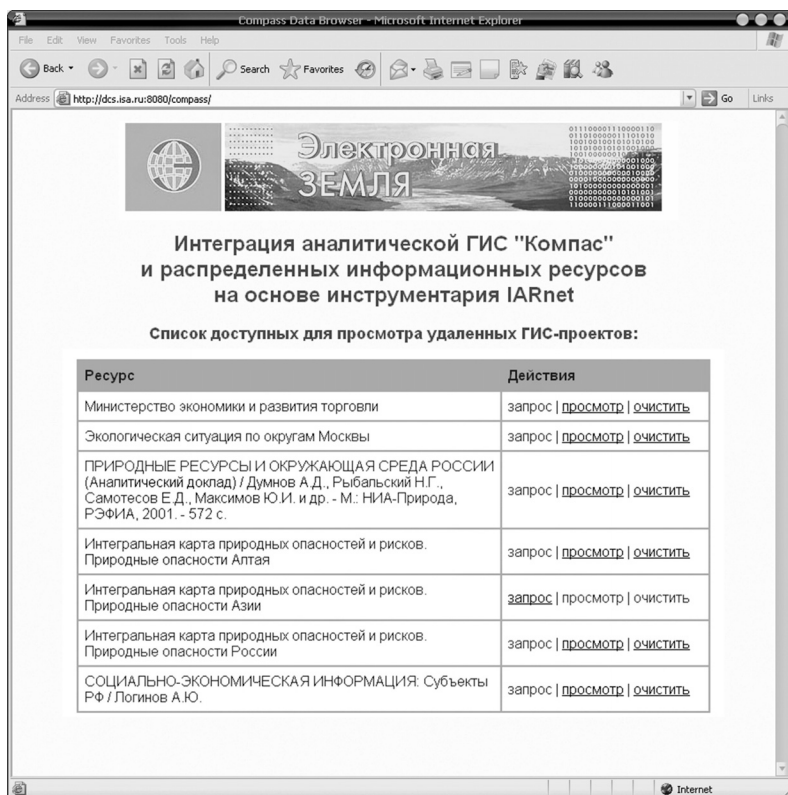 Compass Data Browser - Microsoft Internet Explorer
File Edit View Favorites Tools Help
Back Search Favorites
Address http://dcs.isa.ru:8080/compass/ Go Links
Электронная
ЗЕМЛЯ
Интеграция аналитической ГИС "Компас"
и распределенных информационных ресурсов
на основе инструментария IARnet
Список доступных для просмотра удаленных ГИС-проектов:
Ресурс Действия
Министерство экономики и развития торговли запрос | просмотр | очистить
Экологическая ситуация по округам Москвы запрос | просмотр | очистить
ПРИРОДНЫЕ РЕСУРСЫ И ОКРУЖАЮЩАЯ СРЕДА РОССИИ
(Аналитический доклад) / Думнов А.Д., Рыбальский Н.Г.,
Самотесов Е.Д., Максимов Ю.И. и др. - М.: НИА-Природа,
РЭФИА, 2001. - 572 с.
запрос | просмотр | очистить
Интегральная карта природных опасностей и рисков.
Природные опасности Алтая
запрос | просмотр | очистить
Интегральная карта природных опасностей и рисков.
Природные опасности Азии
запрос | просмотр | очистить
Интегральная карта природных опасностей и рисков.
Природные опасности России
запрос | просмотр | очистить
СОЦИАЛЬНО-ЭКОНОМИЧЕСКАЯ ИНФОРМАЦИЯ: Субъекты
РФ / Логинов А.Ю.
запрос | просмотр | очистить
Internet